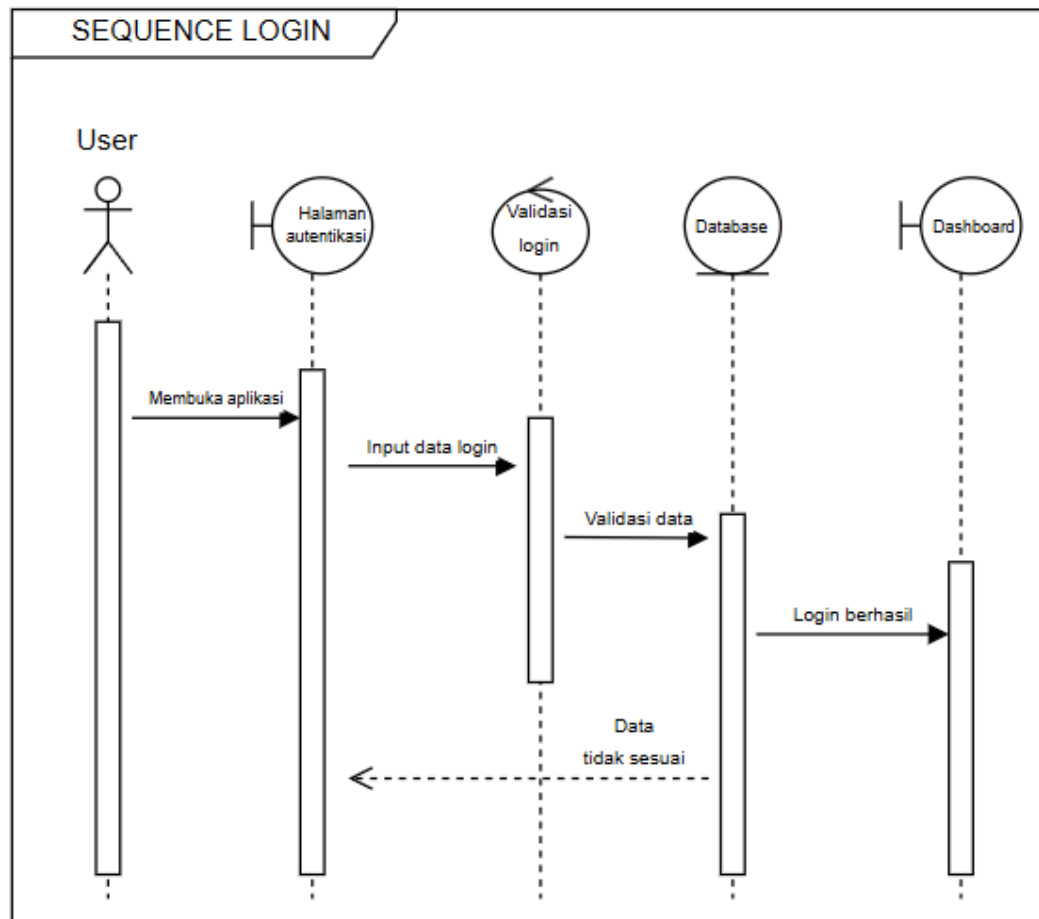 SEQUENCE LOGIN
User
Halaman
autentikasi
Validasi
login
Database
Dashboard
Membuka aplikasi
Input data login
Validasi data
Login berhasil
Data
tidak sesuai